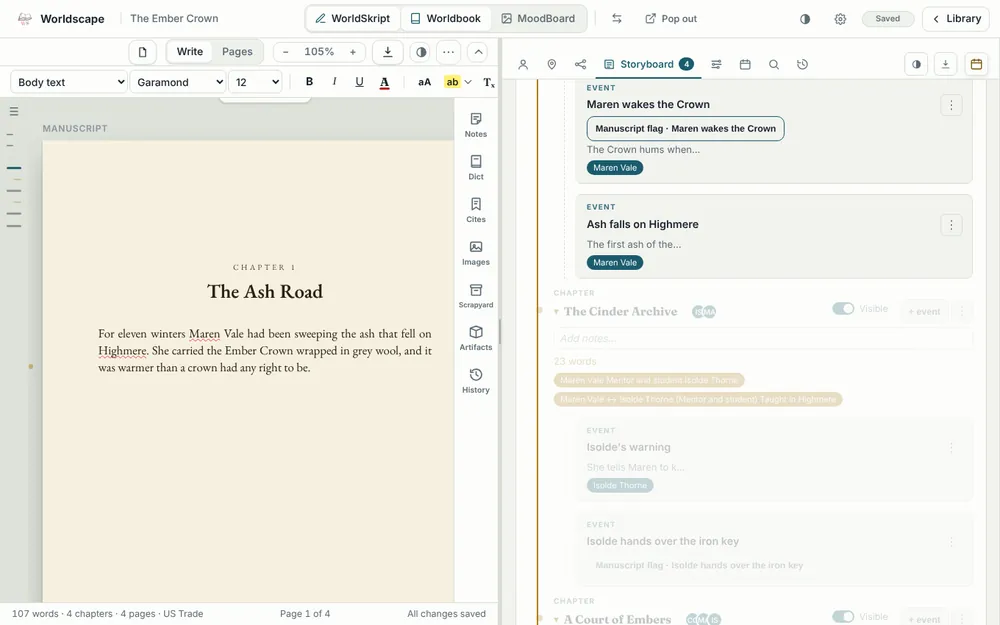 Worldscape
The Ember Crown
WorldSkript
Worldbook
MoodBoard
Pop out
Saved
Library
Write
Pages
− 105% +
Body text
Garamond
12
B I U A aA ab Tx
MANUSCRIPT
CHAPTER 1
The Ash Road
For eleven winters Maren Vale had been sweeping the ash that fell on
Highmere. She carried the Ember Crown wrapped in grey wool, and it
was warmer than a crown had any right to be.
Notes
Dict
Cites
Images
Scrapyard
Artifacts
History
107 words · 4 chapters · 4 pages · US Trade
Page 1 of 4
All changes saved
Storyboard 4
EVENT
Maren wakes the Crown
Manuscript flag · Maren wakes the Crown
The Crown hums when...
Maren Vale
EVENT
Ash falls on Highmere
The first ash of the...
Maren Vale
CHAPTER
The Cinder Archive
Visible
+ event
Add notes...
23 words
Maren Vale Mentor and student Isolde Thorne
Maren Vale ↔ Isolde Thorne (Mentor and student) Taught in Highmere
EVENT
Isolde's warning
She tells Maren to k...
Isolde Thorne
EVENT
Isolde hands over the iron key
Manuscript flag · Isolde hands over the iron key
CHAPTER
A Court of Embers
Visible
+ event